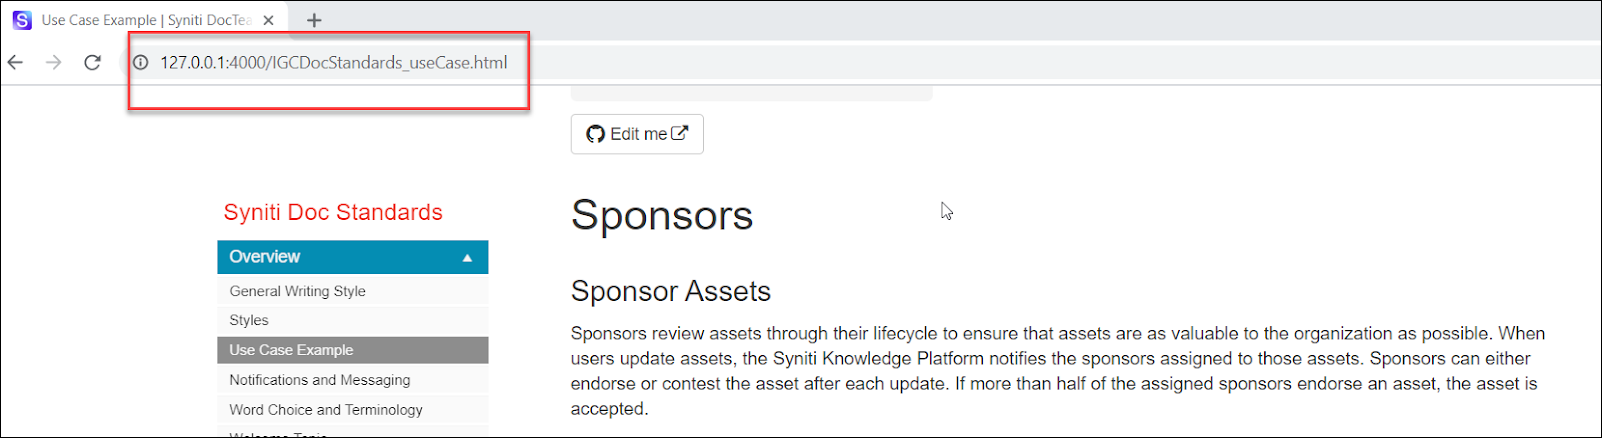 S Use Case Example | Syniti DocTea
127.0.0.1:4000/IGCDocStandards_useCase.html
Edit me
Syniti Doc Standards
Overview
General Writing Style
Styles
Use Case Example
Notifications and Messaging
Word Choice and Terminology
Welcome Topic
Sponsors
Sponsor Assets
Sponsors review assets through their lifecycle to ensure that assets are as valuable to the organization as possible. When
users update assets, the Syniti Knowledge Platform notifies the sponsors assigned to those assets. Sponsors can either
endorse or contest the asset after each update. If more than half of the assigned sponsors endorse an asset, the asset is
accepted.